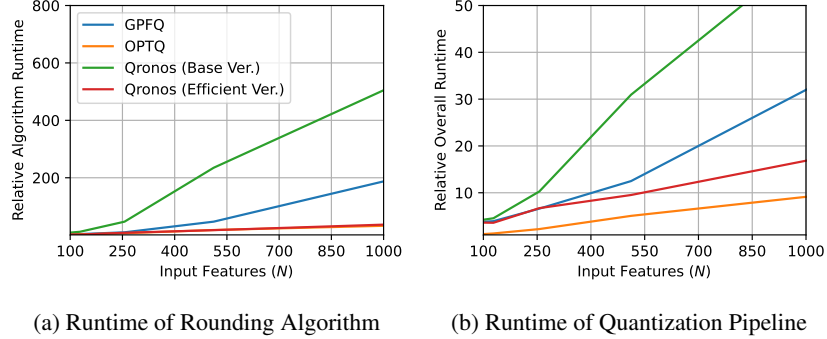 800
600
400
200
Relative Algorithm Runtime
GPFQ
OPTQ
Qronos (Base Ver.)
Qronos (Efficient Ver.)
100 250 400 550 700 850 1000
Input Features (N)
(a) Runtime of Rounding Algorithm
50
40
30
20
10
Relative Overall Runtime
100 250 400 550 700 850 1000
Input Features (N)
(b) Runtime of Quantization Pipeline